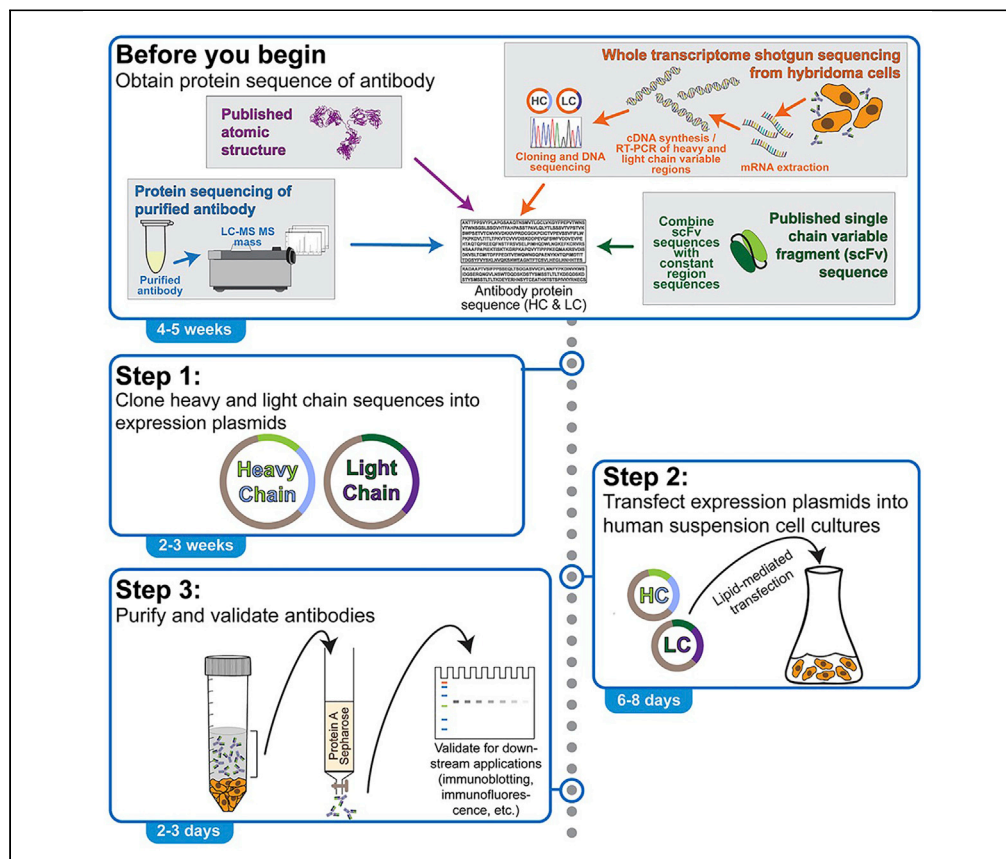 Before you begin
Obtain protein sequence of antibody
Published
atomic
structure
Whole transcriptome shotgun sequencing
from hybridoma cells
HC
LC
Cloning and DNA
sequencing
cDNA synthesis /
RT-PCR of heavy and
light chain variable
regions
mRNA extraction
Protein sequencing of
purified antibody
LC-MS MS
mass
Purified
antibody
Antibody protein
sequence (HC & LC)
Combine
scFv
sequences
with
constant
region
sequences
Published single
chain variable
fragment (scFv)
sequence
4-5 weeks
Step 1:
Clone heavy and light chain sequences into
expression plasmids
Heavy
Chain
Light
Chain
2-3 weeks
Step 2:
Transfect expression plasmids into
human suspension cell cultures
HC
LC
Lipid-mediated
transfection
6-8 days
Step 3:
Purify and validate antibodies
Protein A
Sepharose
Validate for down-
stream applications
(immunoblotting,
immunofluores-
cence, etc.)
2-3 days